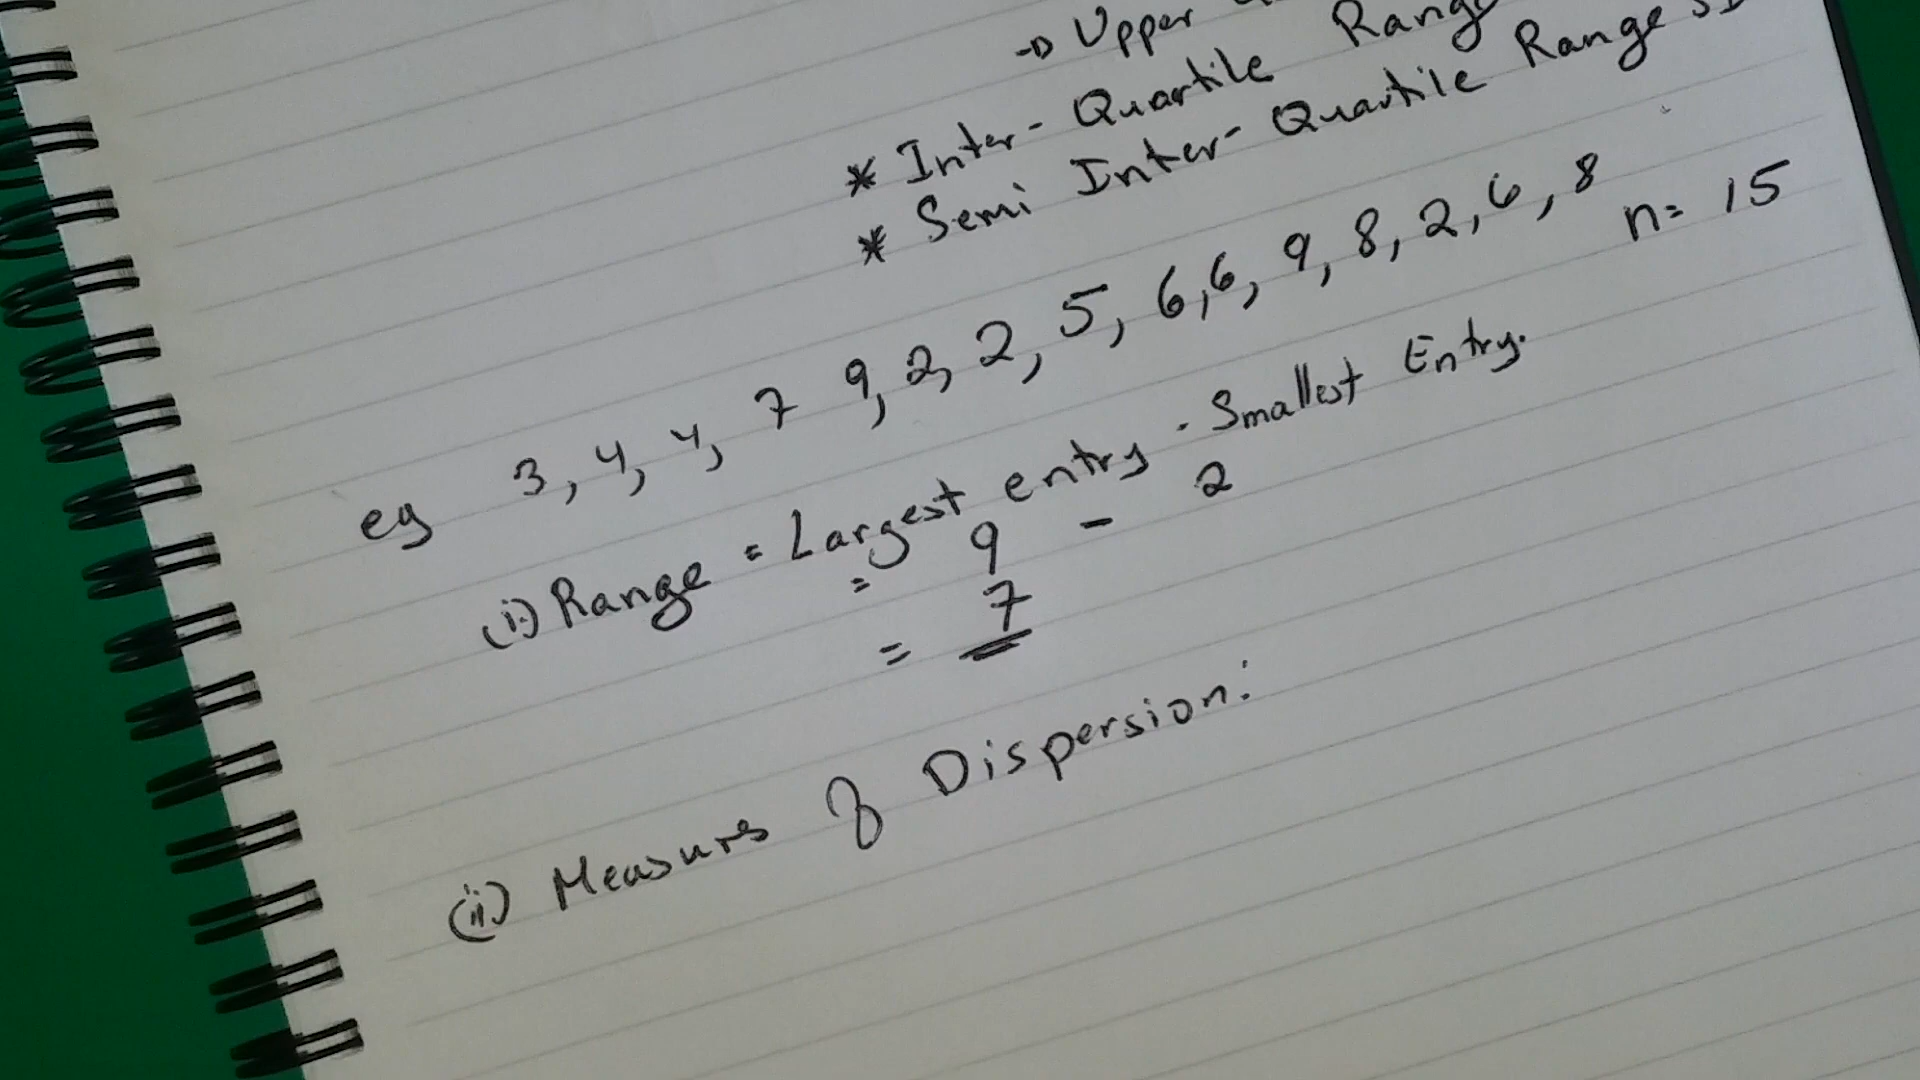 → Upper
* Inter- Quartile Range
* Semi Inter- Quartile Range
eg 3, 4, 4, 7 9, 2, 2, 5, 6, 6, 9, 8, 2, 6, 8 n= 15
(i) Range = Largest entry - Smallest Entry.
= 9 - 2
= 7
(ii) Measures of Dispersion: